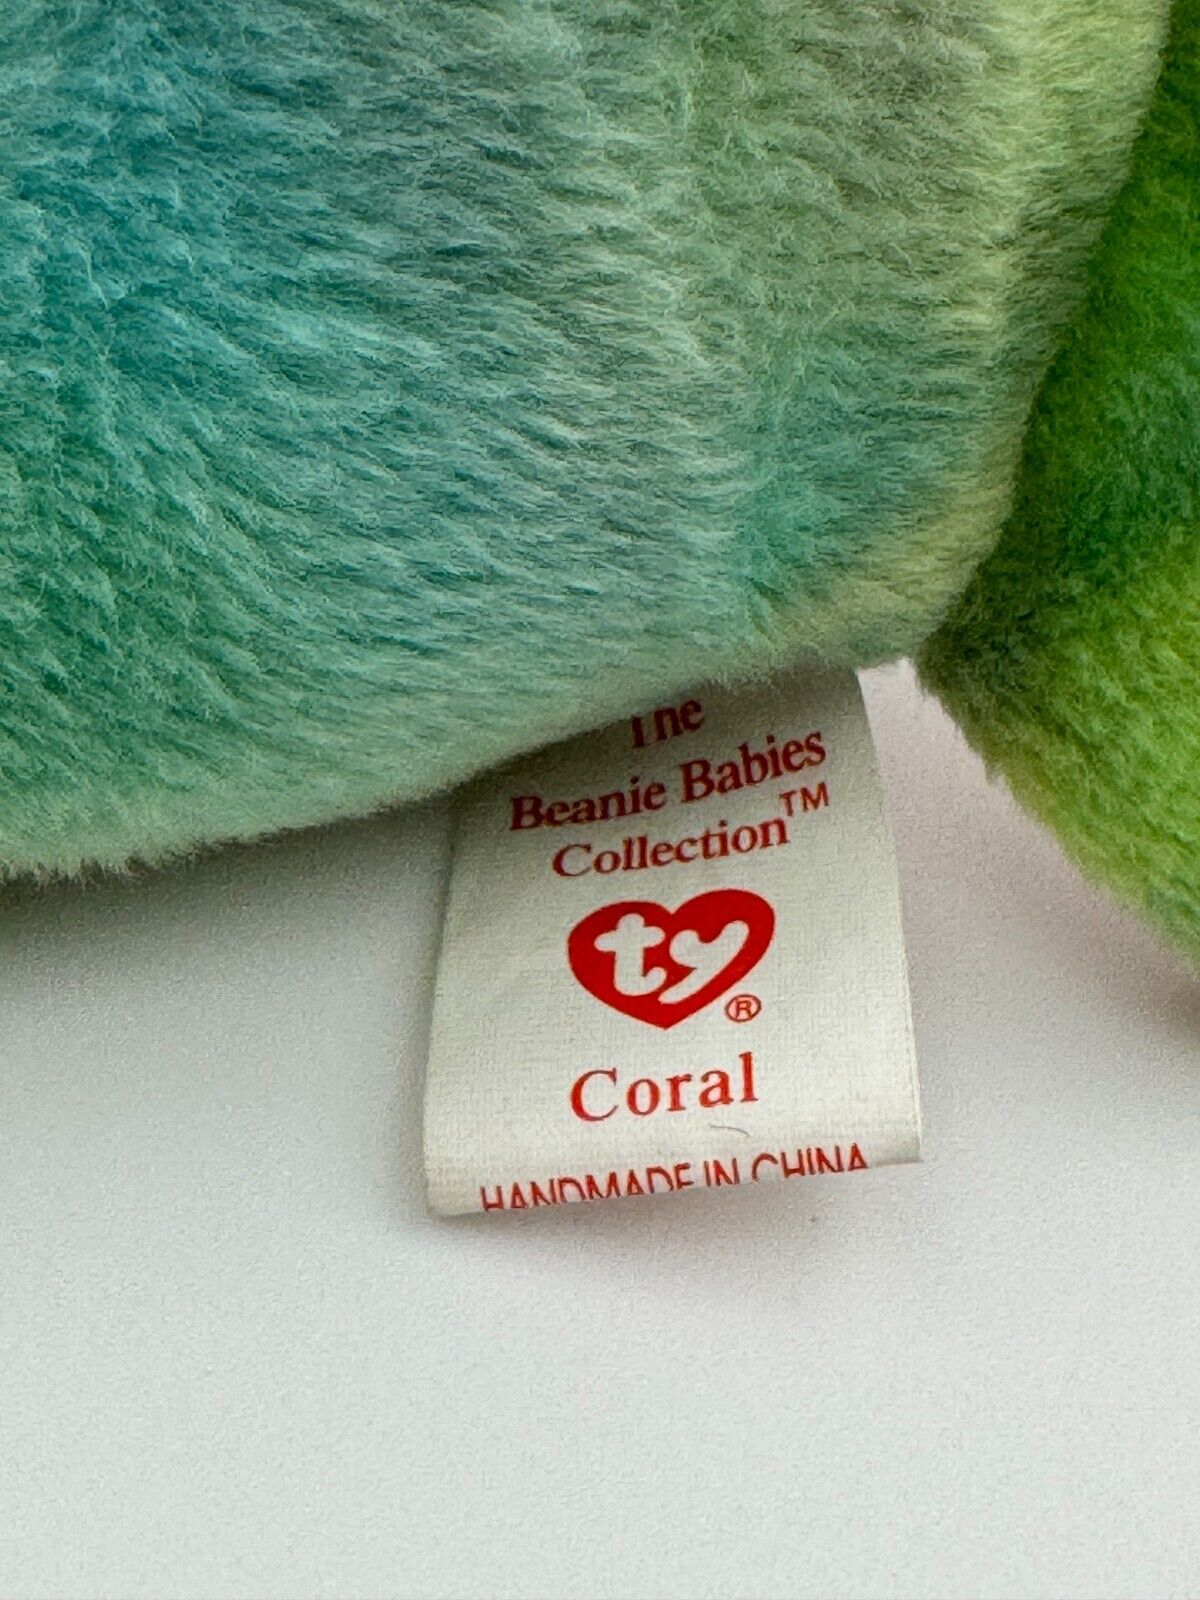 The
Beanie Babies
Collection™
ty®
Coral
HANDMADE IN CHINA